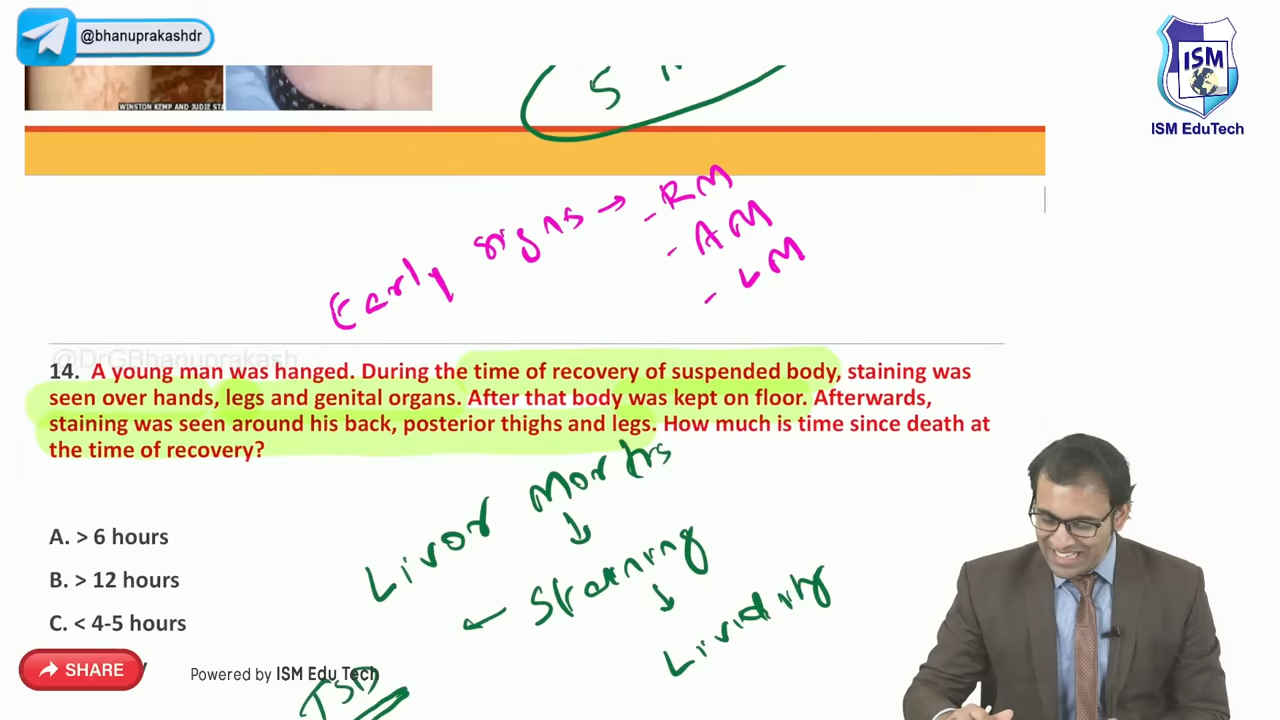 @bhanuprakashdr
ISM
ISM EduTech
WINSTON KEMP AND JUDIE STA
5
Early signs → - RM
- AM
- LM
@DrGBhanuprakash
14. A young man was hanged. During the time of recovery of suspended body, staining was
seen over hands, legs and genital organs. After that body was kept on floor. Afterwards,
staining was seen around his back, posterior thighs and legs. How much is time since death at
the time of recovery?
Livor Mortis
↓
← Staining
↓
Lividity
A. > 6 hours
B. > 12 hours
C. < 4-5 hours
SHARE
Powered by ISM Edu Tech
TSD